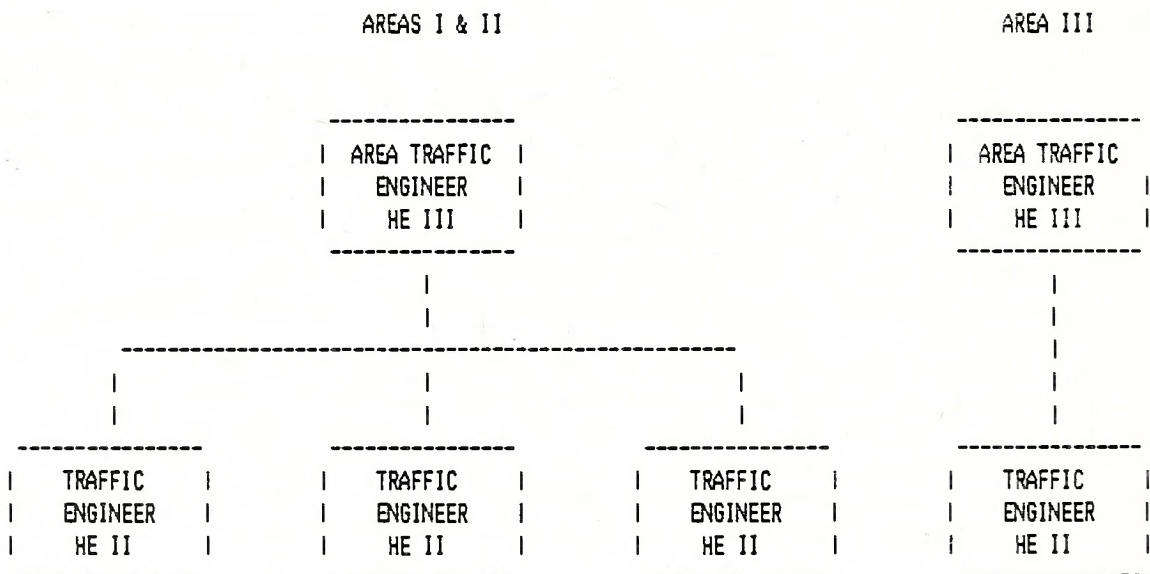 AREAS I & II AREA III
AREA TRAFFIC AREA TRAFFIC
ENGINEER ENGINEER
HE III HE III
TRAFFIC TRAFFIC TRAFFIC TRAFFIC
ENGINEER ENGINEER ENGINEER ENGINEER
HE II HE II HE II HE II